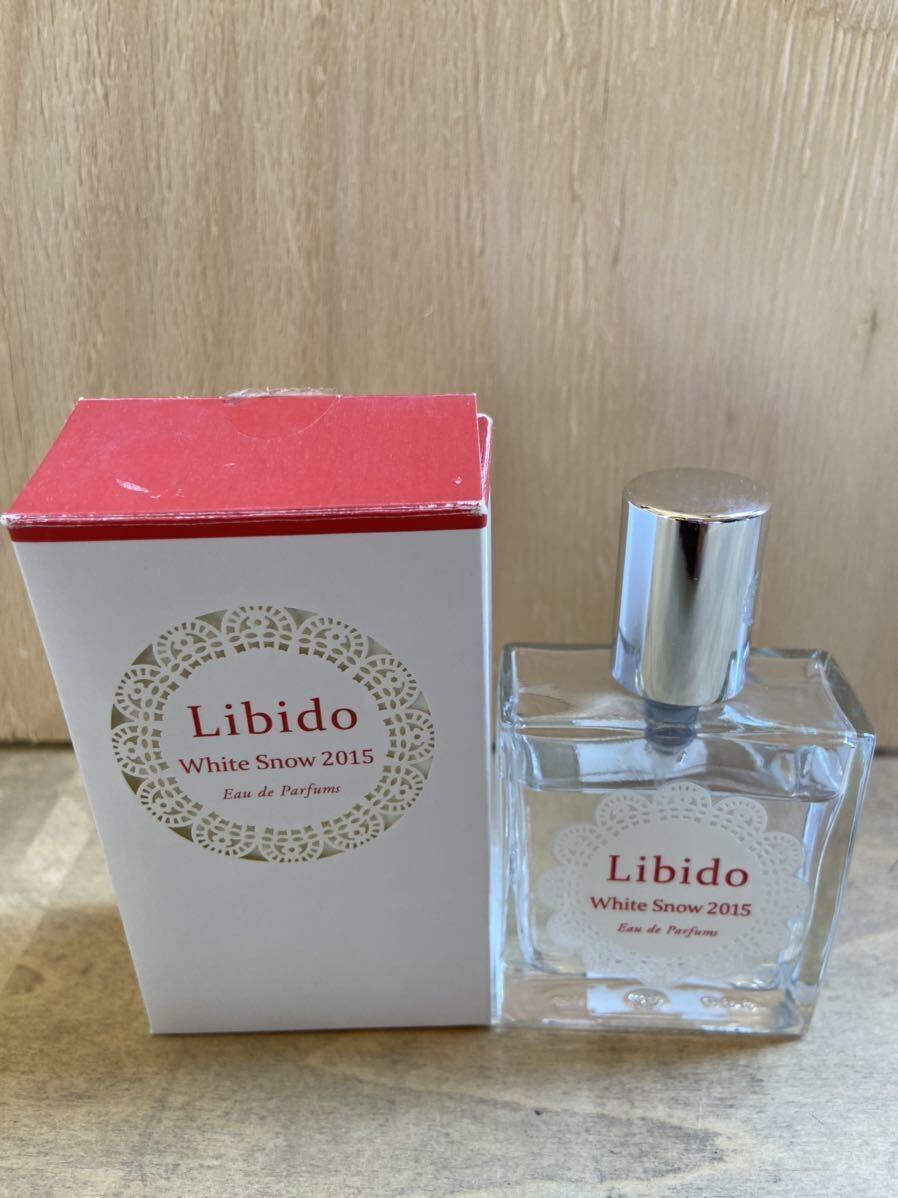 Libido
White Snow 2015
Eau de Parfums
Libido
White Snow 2015
Eau de Parfums